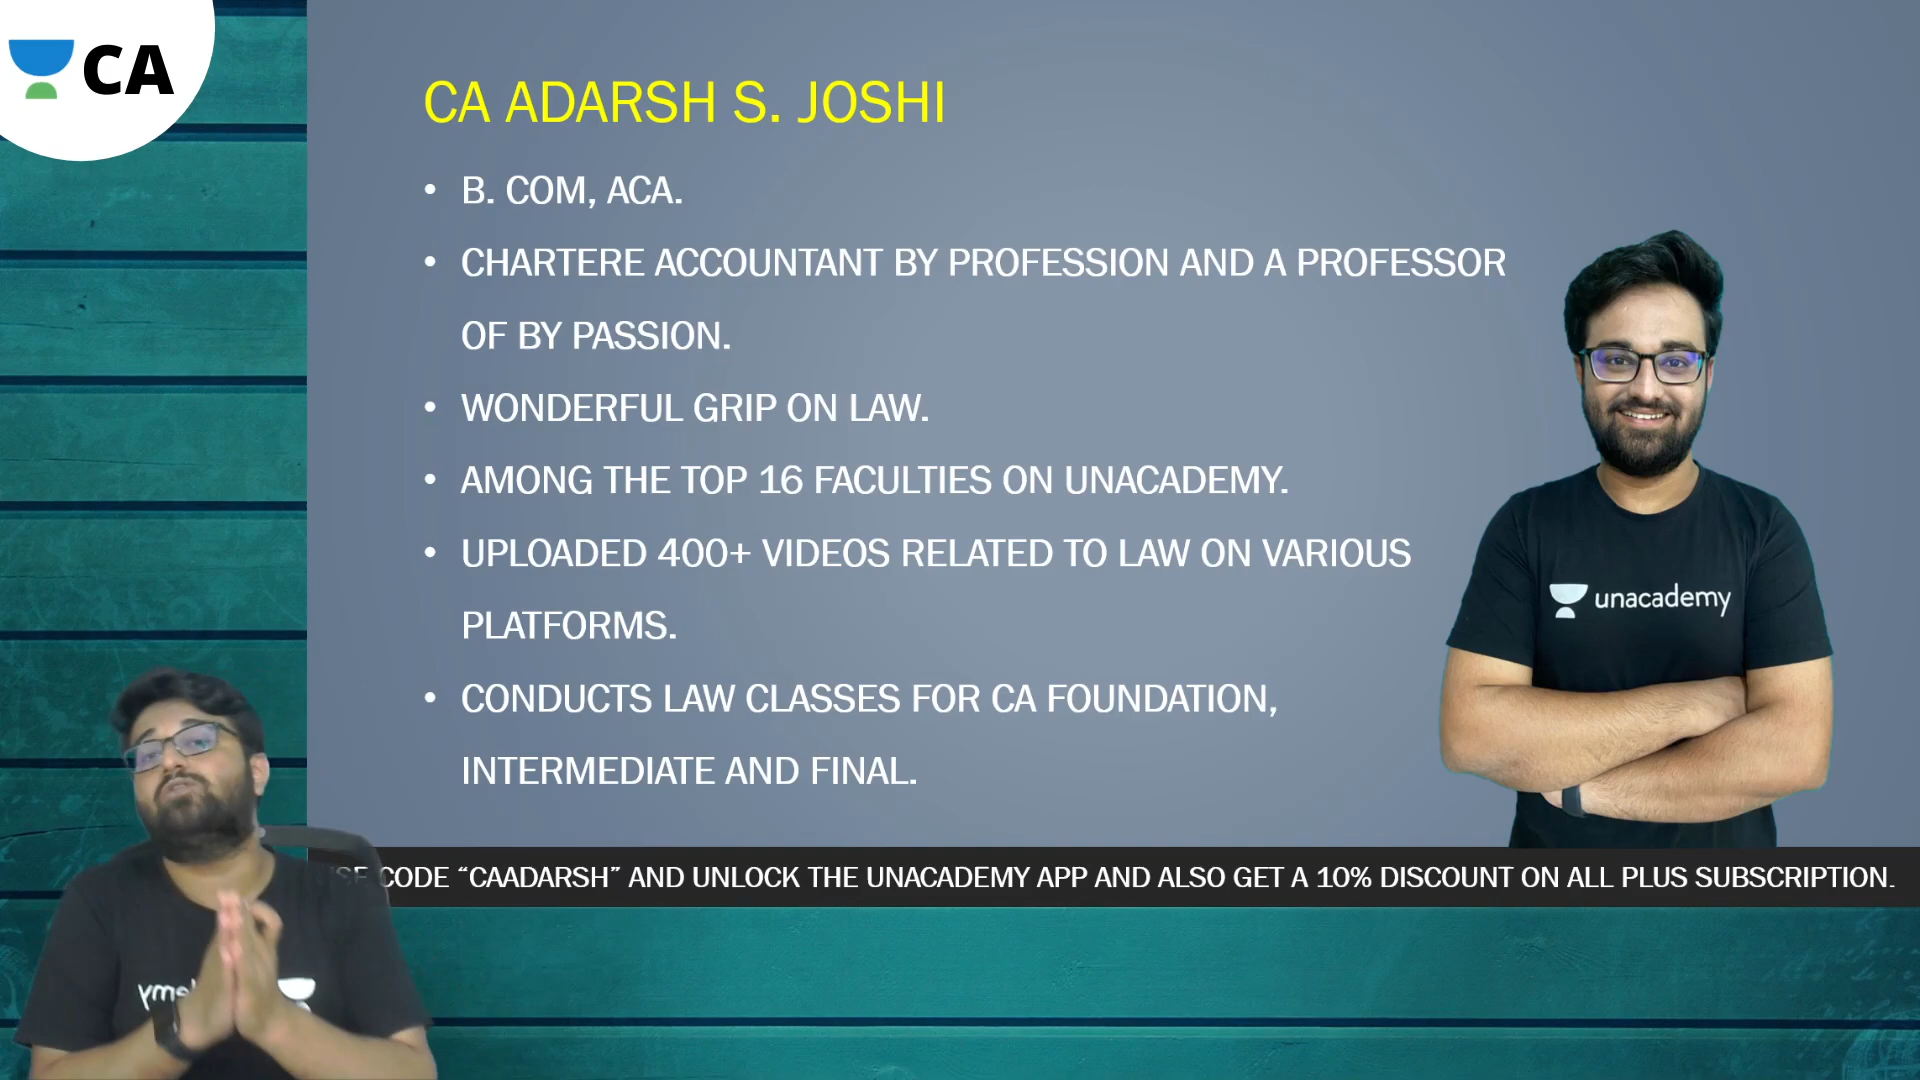 CA
CA ADARSH S. JOSHI
• B. COM, ACA.
• CHARTERE ACCOUNTANT BY PROFESSION AND A PROFESSOR
OF BY PASSION.
• WONDERFUL GRIP ON LAW.
• AMONG THE TOP 16 FACULTIES ON UNACADEMY.
• UPLOADED 400+ VIDEOS RELATED TO LAW ON VARIOUS
PLATFORMS.
• CONDUCTS LAW CLASSES FOR CA FOUNDATION,
INTERMEDIATE AND FINAL.
unacademy
CODE “CAADARSH” AND UNLOCK THE UNACADEMY APP AND ALSO GET A 10% DISCOUNT ON ALL PLUS SUBSCRIPTION.